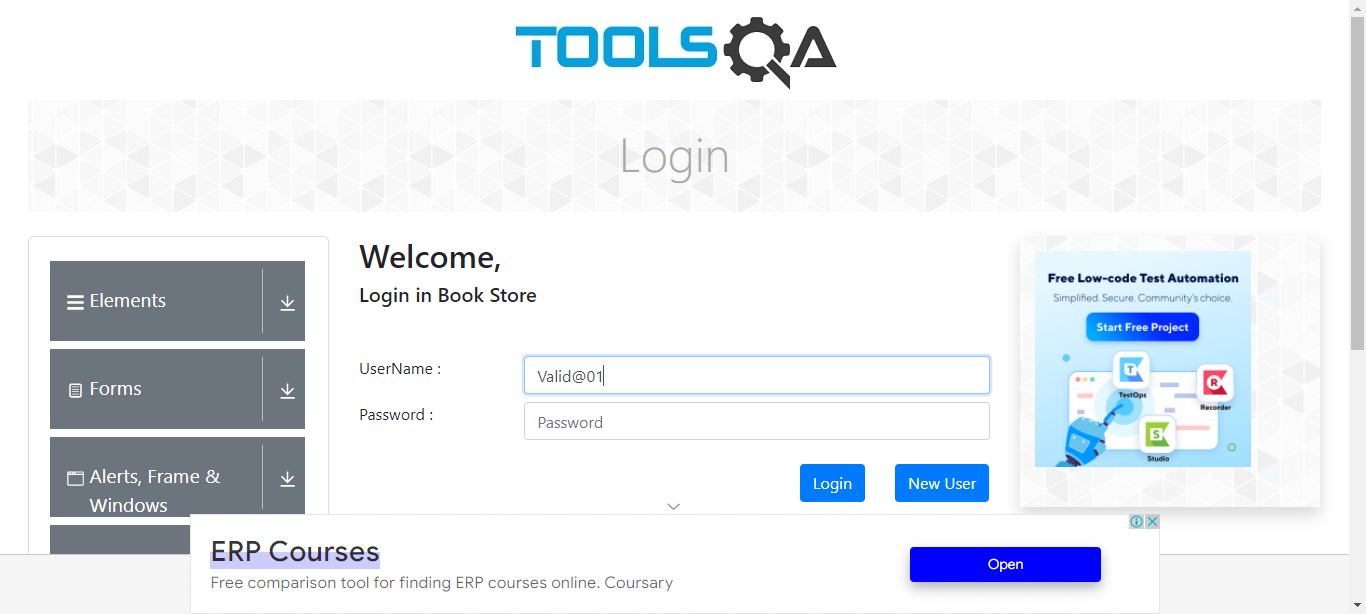 TOOLSQA
Login
Elements
Forms
Alerts, Frame &
Windows
Welcome,
Login in Book Store
UserName :
Valid@01
Password :
Password
Login
New User
Free Low-code Test Automation
Simplified. Secure. Community's choice.
Start Free Project
T
TestOps
R
Recorder
S
Studio
ERP Courses
Free comparison tool for finding ERP courses online. Coursary
Open